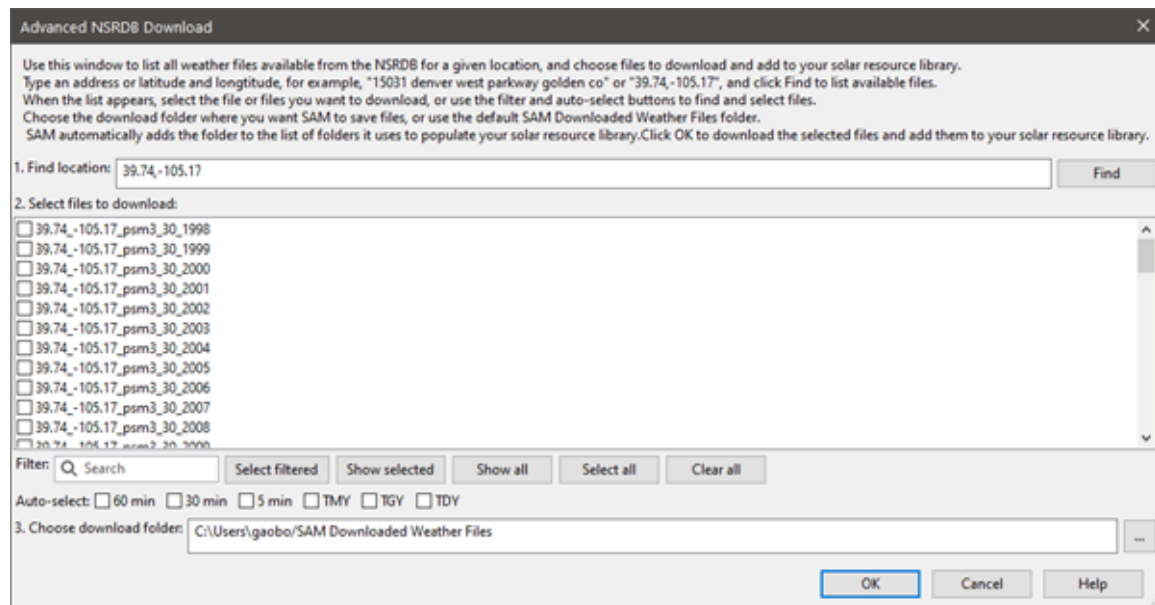 Advanced NSRDB Download
Use this window to list all weather files available from the NSRDB for a given location, and choose files to download and add to your solar resource library.
Type an address or latitude and longtitude, for example, "15031 denver west parkway golden co" or "39.74,-105.17", and click Find to list available files.
When the list appears, select the file or files you want to download, or use the filter and auto-select buttons to find and select files.
Choose the download folder where you want SAM to save files, or use the default SAM Downloaded Weather Files folder.
SAM automatically adds the folder to the list of folders it uses to populate your solar resource library.Click OK to download the selected files and add them to your solar resource library.
1. Find location: 39.74,-105.17 Find
2. Select files to download:
39.74_-105.17_psm3_30_1998
39.74_-105.17_psm3_30_1999
39.74_-105.17_psm3_30_2000
39.74_-105.17_psm3_30_2001
39.74_-105.17_psm3_30_2002
39.74_-105.17_psm3_30_2003
39.74_-105.17_psm3_30_2004
39.74_-105.17_psm3_30_2005
39.74_-105.17_psm3_30_2006
39.74_-105.17_psm3_30_2007
39.74_-105.17_psm3_30_2008
39.74_-105.17_psm3_30_2009
Filter: Search Select filtered Show selected Show all Select all Clear all
Auto-select: 60 min 30 min 5 min TMY TGY TDY
3. Choose download folder: C:\Users\gaobo/SAM Downloaded Weather Files ...
OK Cancel Help